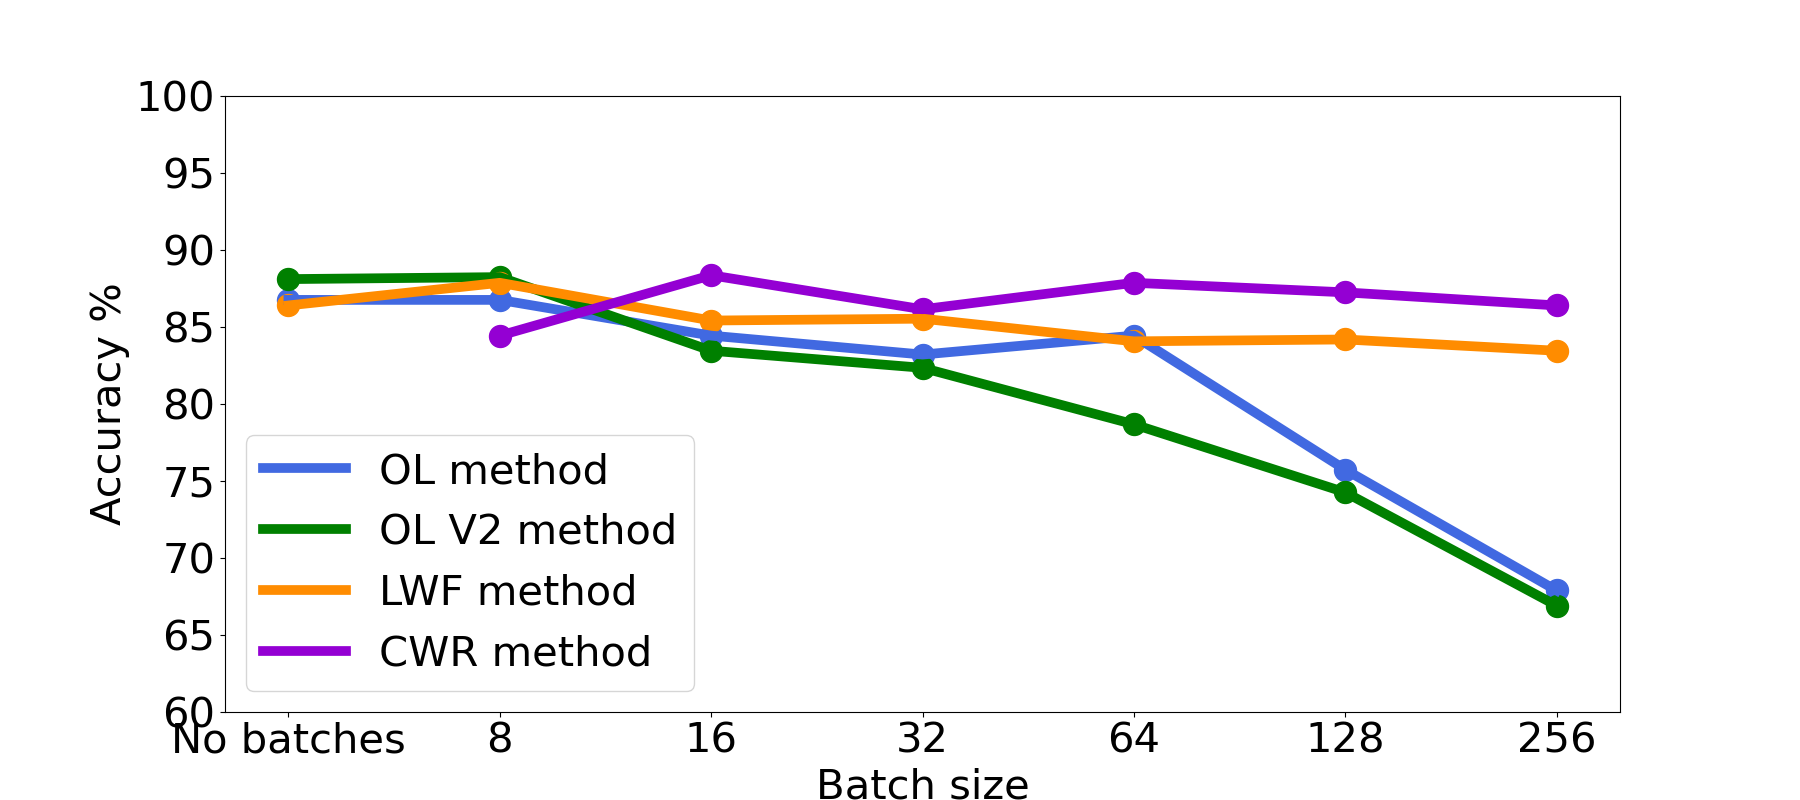 100
95
90
85
80
75
70
65
60
Accuracy %
OL method
OL V2 method
LWF method
CWR method
No batches 8 16 32 64 128 256
Batch size